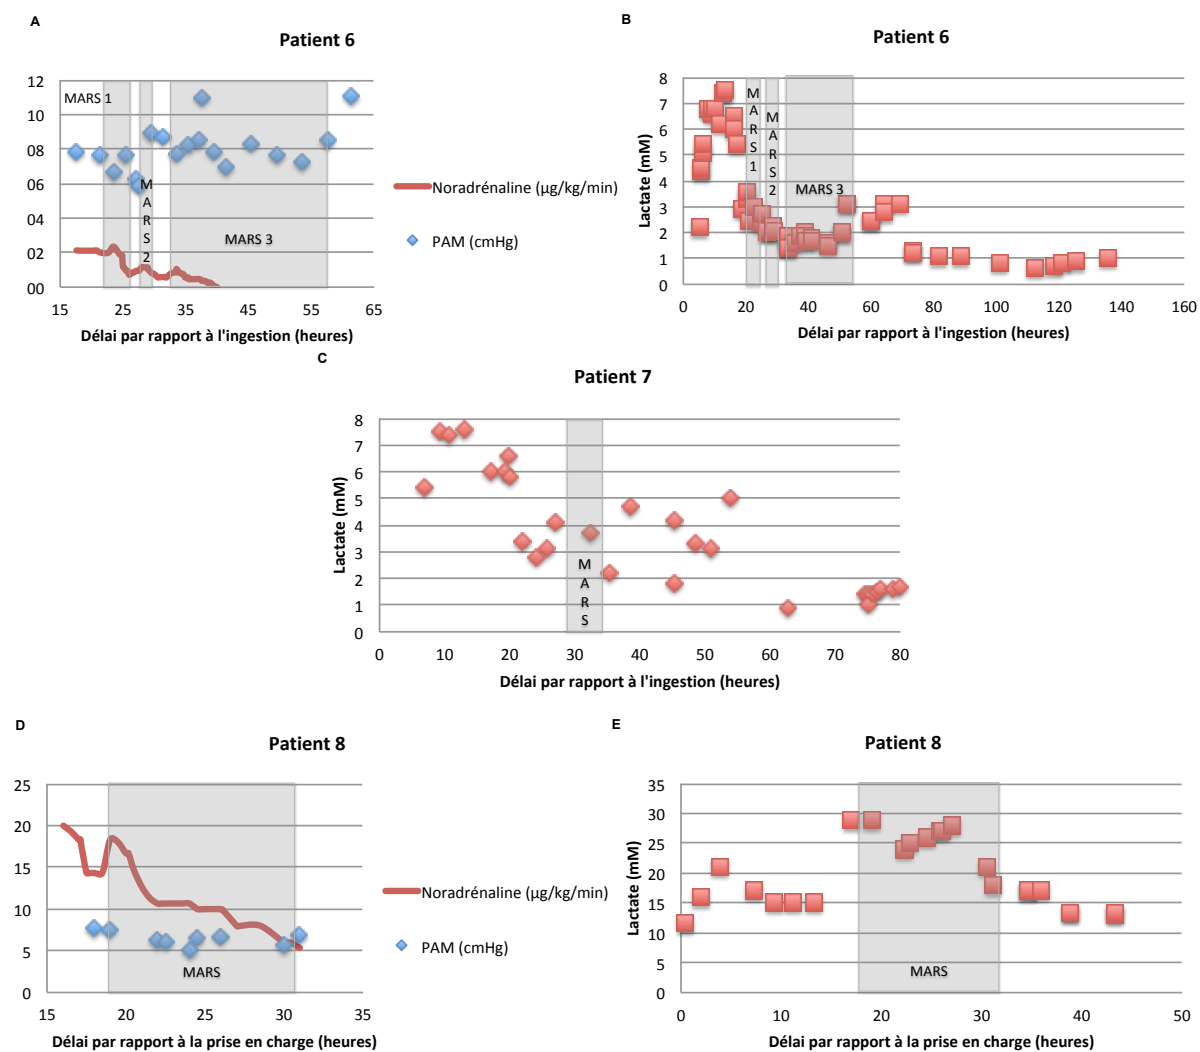 A
Patient 6
12
10
08
06
04
02
00
MARS 1
MARS2
MARS 3
15 25 35 45 55 65
Délai par rapport à l'ingestion (heures)
Noradrénaline (µg/kg/min)
PAM (cmHg)
B
Patient 6
Lactate (mM)
8
7
6
5
4
3
2
1
0
MARS1
MARS2
MARS 3
0 20 40 60 80 100 120 140 160
Délai par rapport à l'ingestion (heures)
C
Patient 7
Lactate (mM)
8
7
6
5
4
3
2
1
0
MARS
0 10 20 30 40 50 60 70 80
Délai par rapport à l'ingestion (heures)
D
Patient 8
25
20
15
10
5
0
MARS
15 20 25 30 35
Délai par rapport à la prise en charge (heures)
Noradrénaline (µg/kg/min)
PAM (cmHg)
E
Patient 8
Lactate (mM)
35
30
25
20
15
10
5
0
MARS
0 10 20 30 40 50
Délai par rapport à la prise en charge (heures)